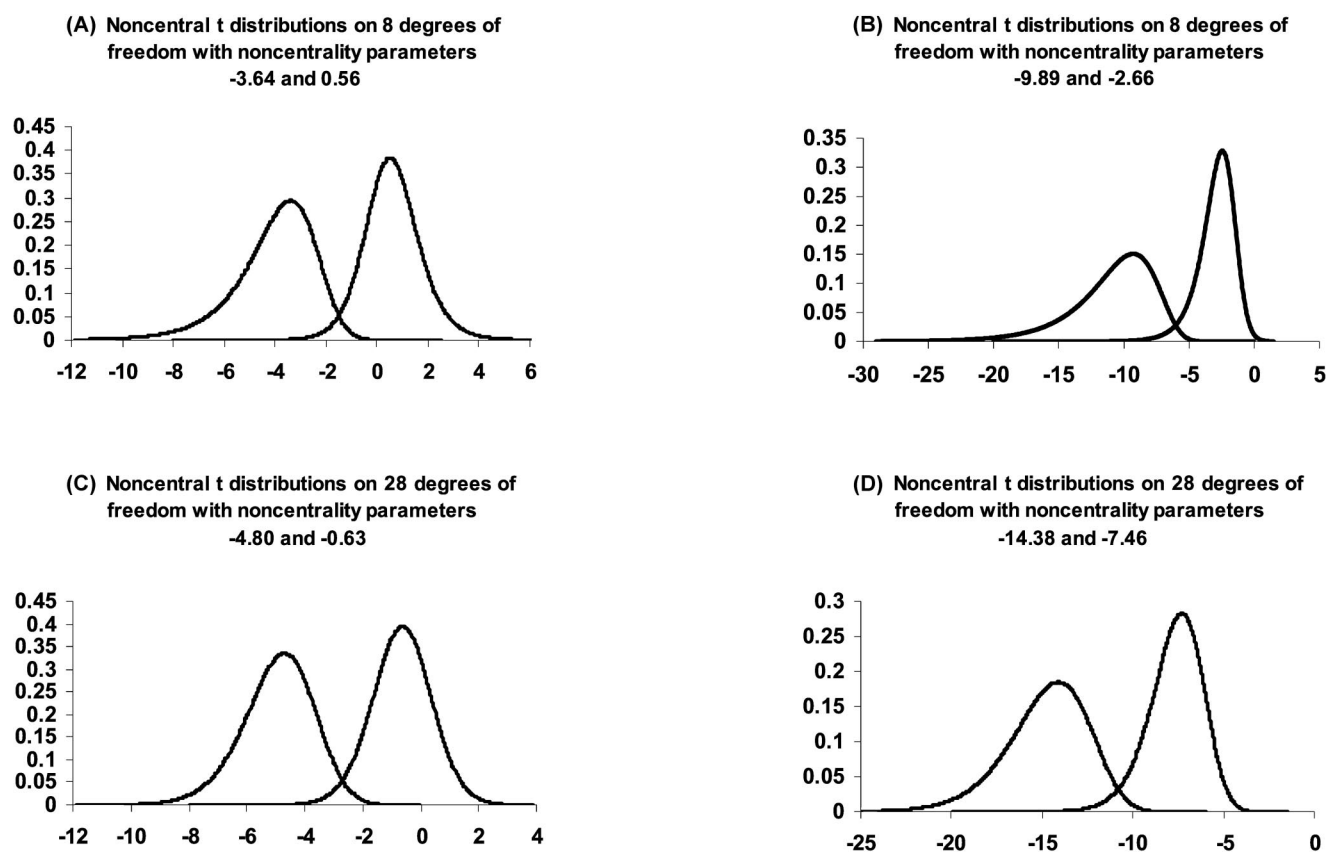 (A) Noncentral t distributions on 8 degrees of
freedom with noncentrality parameters
-3.64 and 0.56
0.45
0.4
0.35
0.3
0.25
0.2
0.15
0.1
0.05
0
-12 -10 -8 -6 -4 -2 0 2 4 6
(B) Noncentral t distributions on 8 degrees of
freedom with noncentrality parameters
-9.89 and -2.66
0.35
0.3
0.25
0.2
0.15
0.1
0.05
0
-30 -25 -20 -15 -10 -5 0 5
(C) Noncentral t distributions on 28 degrees of
freedom with noncentrality parameters
-4.80 and -0.63
0.45
0.4
0.35
0.3
0.25
0.2
0.15
0.1
0.05
0
-12 -10 -8 -6 -4 -2 0 2 4
(D) Noncentral t distributions on 28 degrees of
freedom with noncentrality parameters
-14.38 and -7.46
0.3
0.25
0.2
0.15
0.1
0.05
0
-25 -20 -15 -10 -5 0